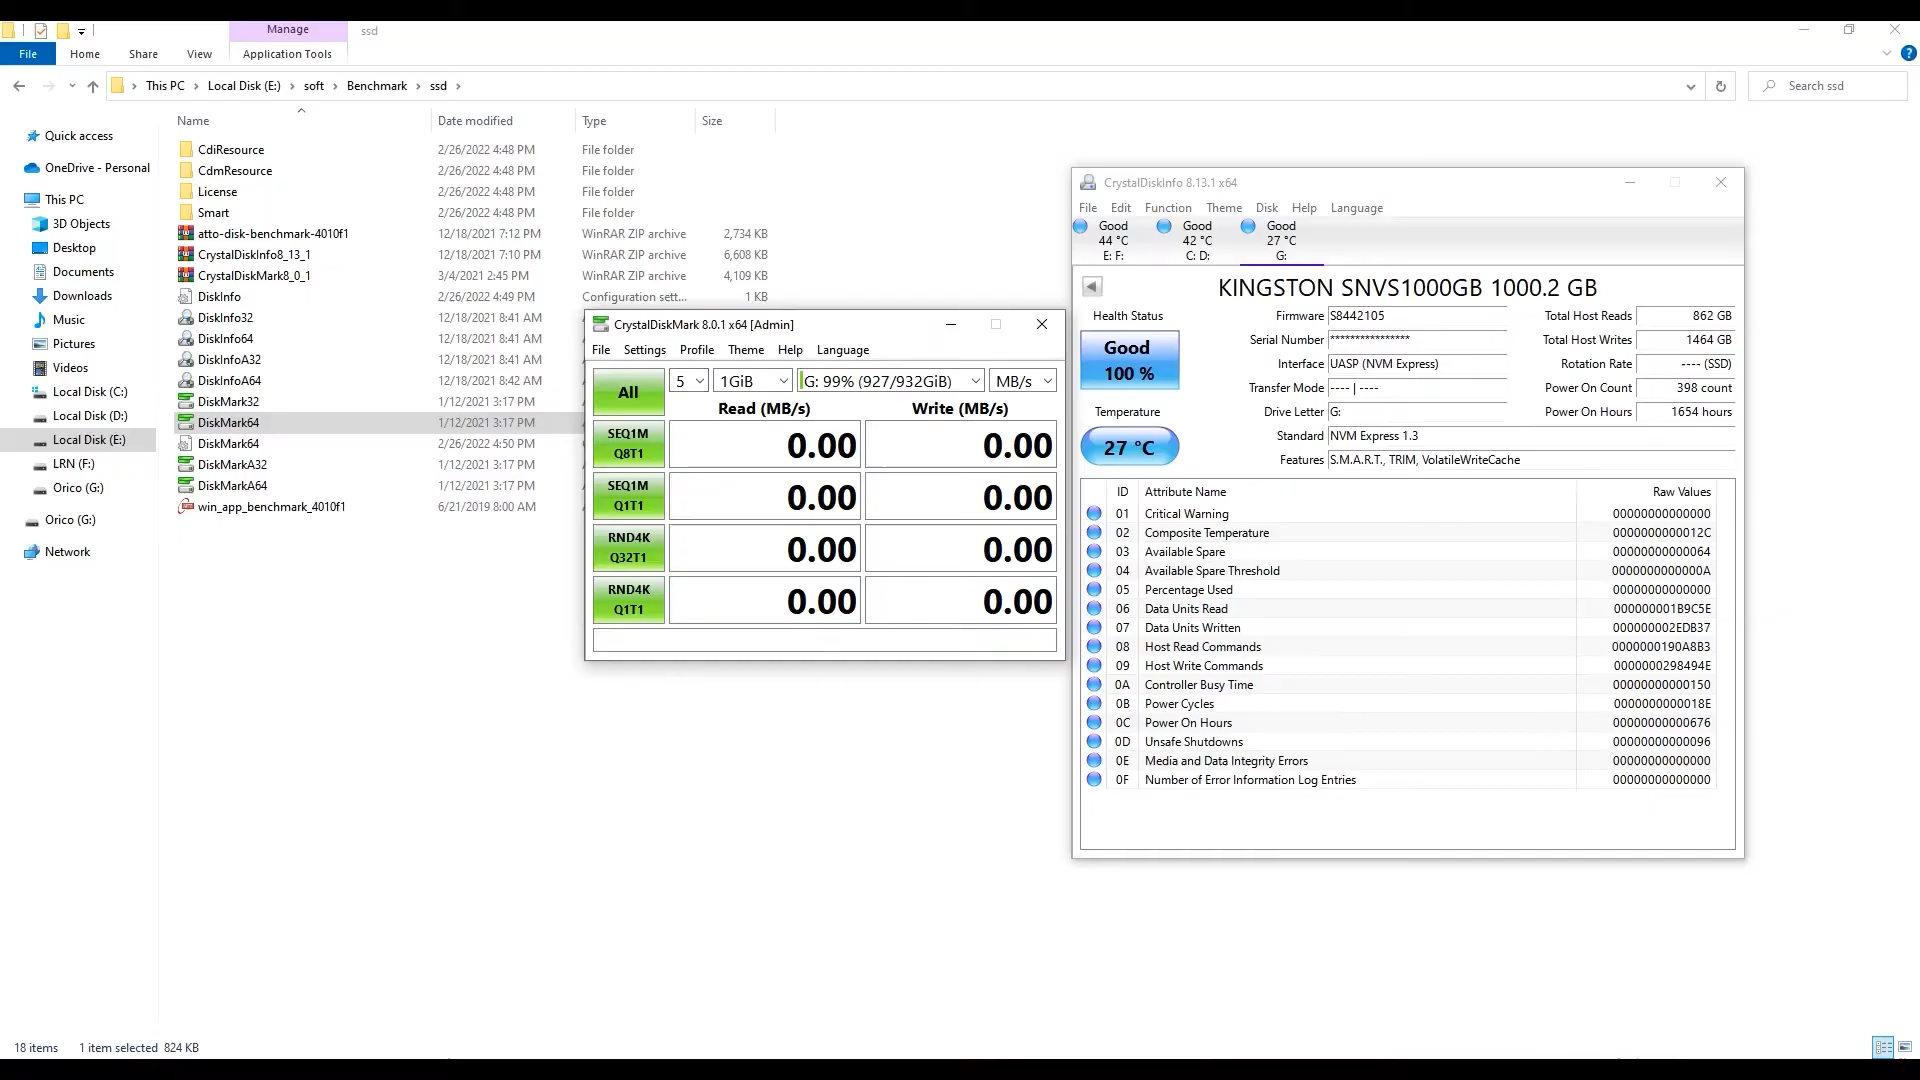 Manage
ssd
File
Home
Share
View
Application Tools
This PC
Local Disk (E:)
soft
Benchmark
ssd
Search ssd
Name
Date modified
Type
Size
Quick access
OneDrive - Personal
This PC
3D Objects
Desktop
Documents
Downloads
Music
Pictures
Videos
Local Disk (C:)
Local Disk (D:)
Local Disk (E:)
LRN (F:)
Orico (G:)
Orico (G:)
Network
CdiResource 2/26/2022 4:48 PM File folder
CdmResource 2/26/2022 4:48 PM File folder
License 2/26/2022 4:48 PM File folder
Smart 2/26/2022 4:48 PM File folder
atto-disk-benchmark-4010f1 12/18/2021 7:12 PM WinRAR ZIP archive 2,734 KB
CrystalDiskInfo8_13_1 12/18/2021 7:10 PM WinRAR ZIP archive 6,608 KB
CrystalDiskMark8_0_1 3/4/2021 2:45 PM WinRAR ZIP archive 4,109 KB
DiskInfo 2/26/2022 4:49 PM Configuration sett... 1 KB
DiskInfo32 12/18/2021 8:41 AM
DiskInfo64 12/18/2021 8:41 AM
DiskInfoA32 12/18/2021 8:41 AM
DiskInfoA64 12/18/2021 8:42 AM
DiskMark32 1/12/2021 3:17 PM
DiskMark64 1/12/2021 3:17 PM
DiskMark64 2/26/2022 4:50 PM
DiskMarkA32 1/12/2021 3:17 PM
DiskMarkA64 1/12/2021 3:17 PM
win_app_benchmark_4010f1 6/21/2019 8:00 AM
CrystalDiskMark 8.0.1 x64 [Admin]
File Settings Profile Theme Help Language
All 5 1GiB G: 99% (927/932GiB) MB/s
Read (MB/s) Write (MB/s)
SEQ1M
Q8T1 0.00 0.00
SEQ1M
Q1T1 0.00 0.00
RND4K
Q32T1 0.00 0.00
RND4K
Q1T1 0.00 0.00
CrystalDiskInfo 8.13.1 x64
File Edit Function Theme Disk Help Language
Good Good Good
44 °C 42 °C 27 °C
E: F: C: D: G:
KINGSTON SNVS1000GB 1000.2 GB
Health Status
Good
100 %
Temperature
27 °C
Firmware S8442105 Total Host Reads 862 GB
Serial Number **************** Total Host Writes 1464 GB
Interface UASP (NVM Express) Rotation Rate ---- (SSD)
Transfer Mode ---- | ---- Power On Count 398 count
Drive Letter G: Power On Hours 1654 hours
Standard NVM Express 1.3
Features S.M.A.R.T., TRIM, VolatileWriteCache
ID Attribute Name Raw Values
01 Critical Warning 00000000000000
02 Composite Temperature 0000000000012C
03 Available Spare 00000000000064
04 Available Spare Threshold 0000000000000A
05 Percentage Used 00000000000000
06 Data Units Read 000000001B9C5E
07 Data Units Written 000000002EDB37
08 Host Read Commands 0000000190A8B3
09 Host Write Commands 0000000298494E
0A Controller Busy Time 00000000000150
0B Power Cycles 0000000000018E
0C Power On Hours 00000000000676
0D Unsafe Shutdowns 00000000000096
0E Media and Data Integrity Errors 00000000000000
0F Number of Error Information Log Entries 00000000000000
18 items 1 item selected 824 KB